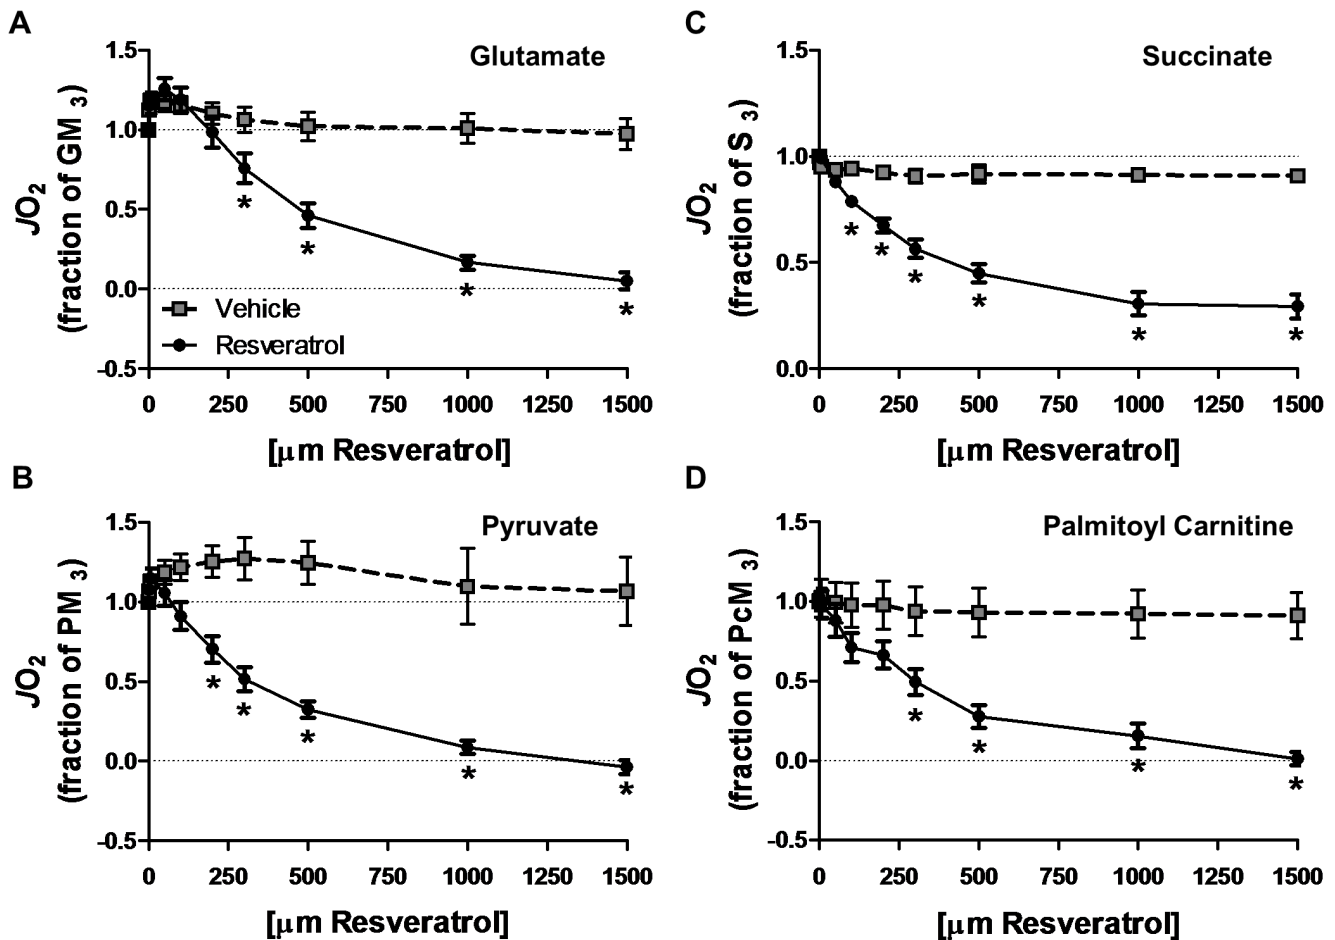 A
Glutamate
JO2
(fraction of GM 3)
1.5
1.0
0.5
0.0
-0.5
Vehicle
Resveratrol
*
*
*
*
0 250 500 750 1000 1250 1500
[μm Resveratrol]
C
Succinate
JO2
(fraction of S 3)
1.5
1.0
0.5
0.0
*
*
*
*
*
*
0 250 500 750 1000 1250 1500
[μm Resveratrol]
B
Pyruvate
JO2
(fraction of PM 3)
1.5
1.0
0.5
0.0
-0.5
*
*
*
*
*
0 250 500 750 1000 1250 1500
[μm Resveratrol]
D
Palmitoyl Carnitine
JO2
(fraction of PcM 3)
1.5
1.0
0.5
0.0
-0.5
*
*
*
*
0 250 500 750 1000 1250 1500
[μm Resveratrol]